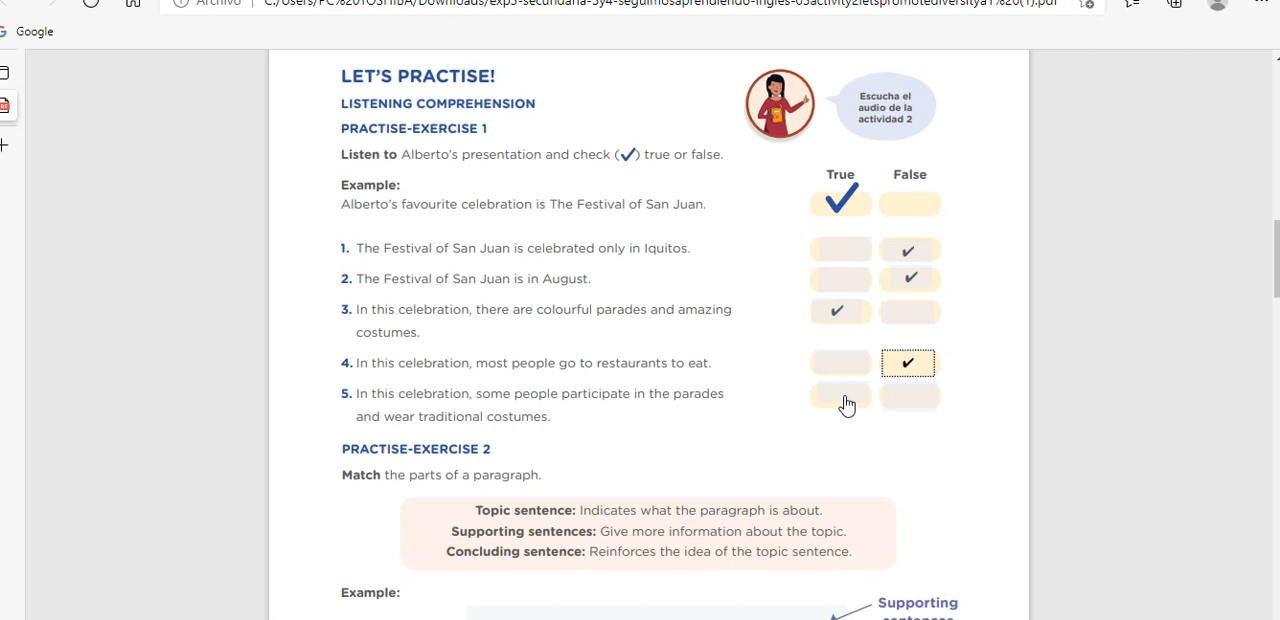 Archivo | C:/Users/PC%20TOSHIBA/Downloads/exp5-secundaria-3y4-seguimosaprendiendo-ingles-05activity2letspromotediversitya1%20(1).pdf
Google
LET'S PRACTISE!
LISTENING COMPREHENSION
PRACTISE-EXERCISE 1
Escucha el
audio de la
actividad 2
Listen to Alberto's presentation and check (✓) true or false.
True False
Example:
Alberto's favourite celebration is The Festival of San Juan.
1. The Festival of San Juan is celebrated only in Iquitos.
2. The Festival of San Juan is in August.
3. In this celebration, there are colourful parades and amazing
costumes.
4. In this celebration, most people go to restaurants to eat.
5. In this celebration, some people participate in the parades
and wear traditional costumes.
PRACTISE-EXERCISE 2
Match the parts of a paragraph.
Topic sentence: Indicates what the paragraph is about.
Supporting sentences: Give more information about the topic.
Concluding sentence: Reinforces the idea of the topic sentence.
Example:
Supporting
sentences